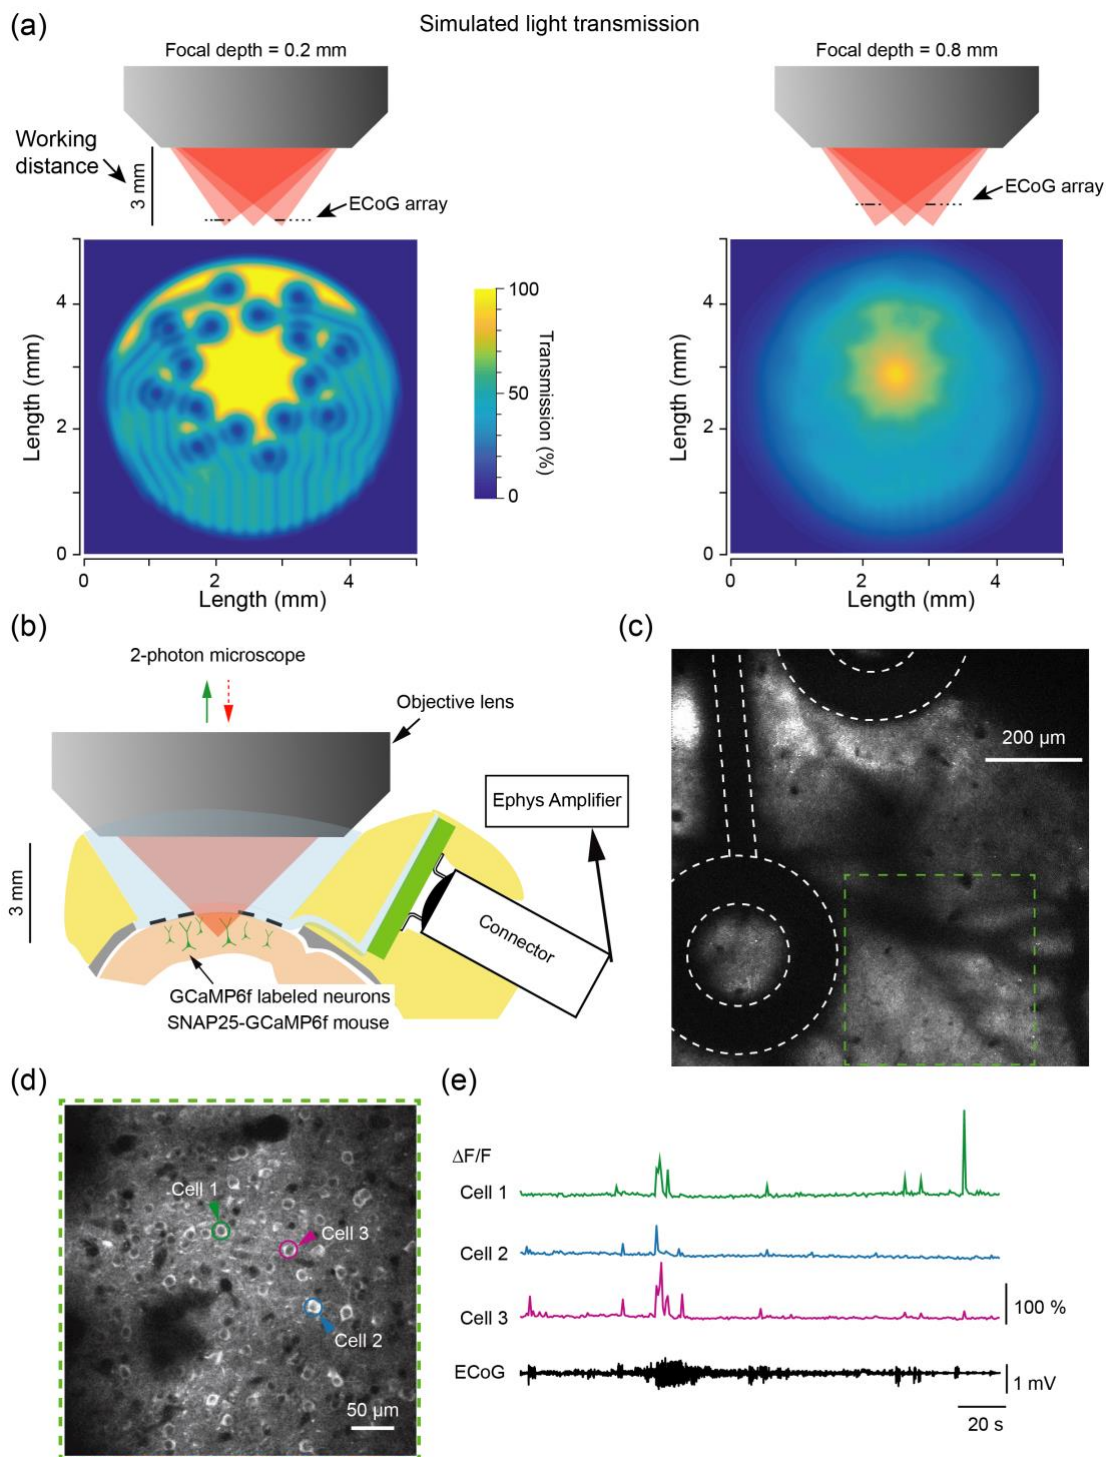 (a)
Simulated light transmission
Focal depth = 0.2 mm
Focal depth = 0.8 mm
Working
distance
3 mm
ECoG array
ECoG array
Length (mm)
4
2
0
0
2
4
Length (mm)
100
50
0
Transmission (%)
Length (mm)
4
2
0
0
2
4
Length (mm)
(b)
2-photon microscope
Objective lens
Ephys Amplifier
3 mm
Connector
GCaMP6f labeled neurons
SNAP25-GCaMP6f mouse
(c)
200 µm
(d)
Cell 1
Cell 3
Cell 2
50 µm
(e)
ΔF/F
Cell 1
Cell 2
Cell 3
100 %
ECoG
1 mV
20 s